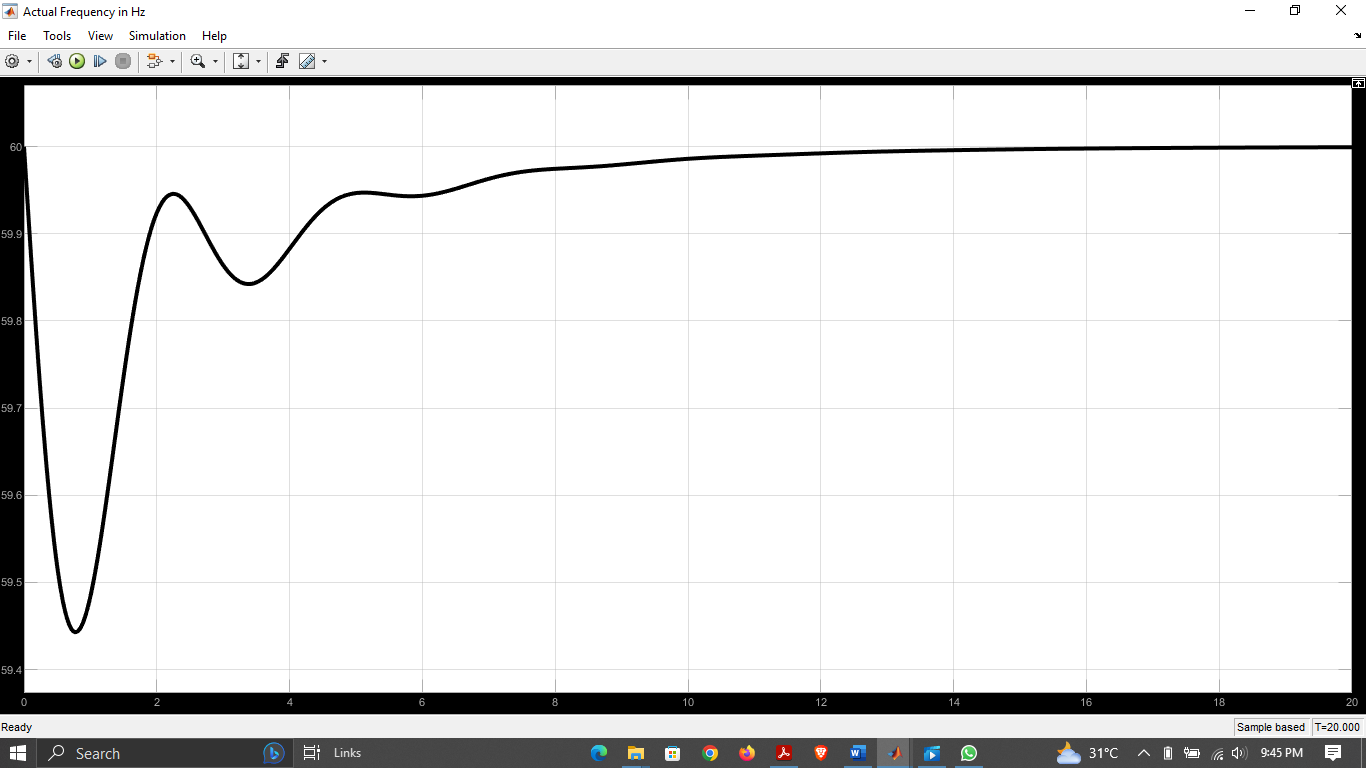 Actual Frequency in Hz
File Tools View Simulation Help
60
59.9
59.8
59.7
59.6
59.5
59.4
0 2 4 6 8 10 12 14 16 18 20
Ready Sample based T=20.000
Search Links 31°C 9:45 PM